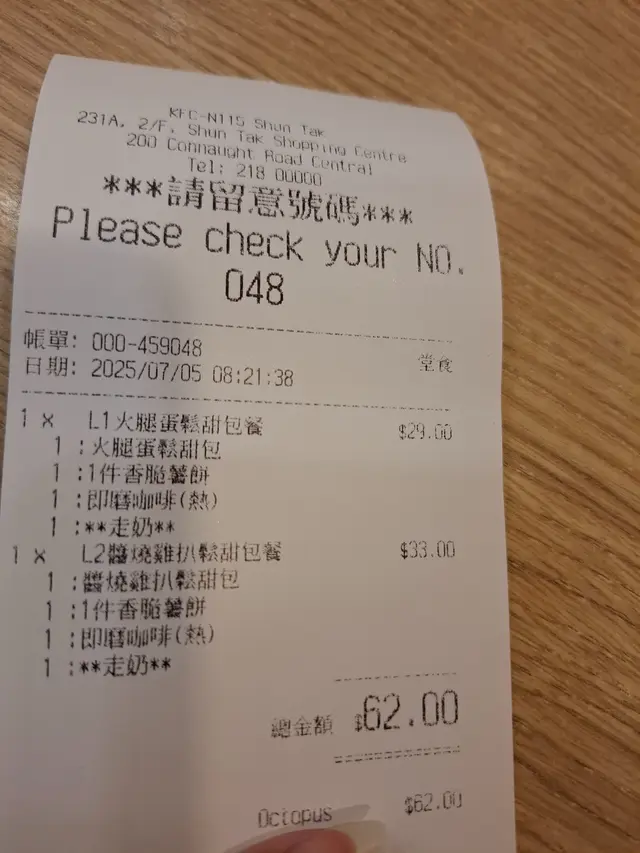 KFC-N115 Shun Tak
231A, 2/F, Shun Tak Shopping Centre
200 Connaught Road Central
Tel: 218 00000
***請留意號碼***
Please check your NO.
048
帳單: 000-459048
堂食
日期: 2025/07/05 08:21:38
1 x L1火腿蛋鬆甜包餐 $29.00
1 :火腿蛋鬆甜包
1 :1件香脆薯餅
1 :即磨咖啡(熱)
1 :**走奶**
1 x L2醬燒雞扒鬆甜包餐 $33.00
1 :醬燒雞扒鬆甜包
1 :1件香脆薯餅
1 :即磨咖啡(熱)
1 :**走奶**
總金額 $62.00
Octopus $62.00